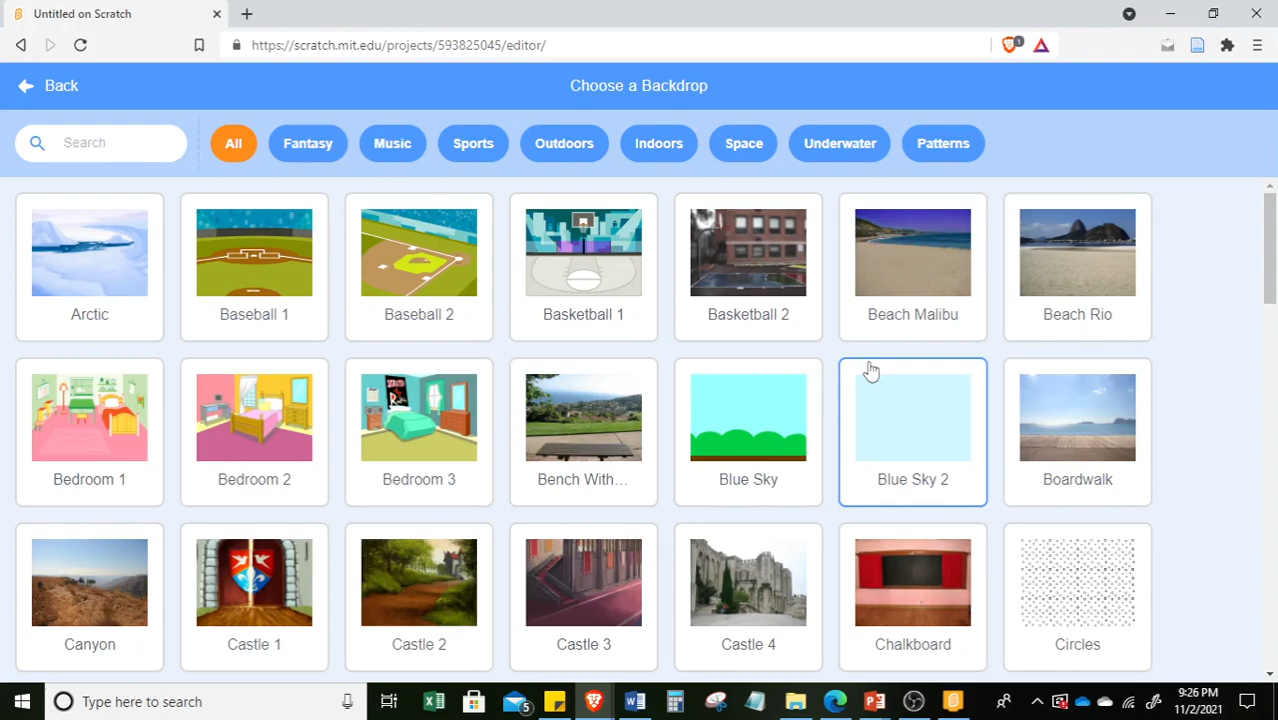 Untitled on Scratch
https://scratch.mit.edu/projects/593825045/editor/
1
Back
Choose a Backdrop
Search
All
Fantasy
Music
Sports
Outdoors
Indoors
Space
Underwater
Patterns
Arctic
Baseball 1
Baseball 2
Basketball 1
Basketball 2
Beach Malibu
Beach Rio
Bedroom 1
Bedroom 2
Bedroom 3
Bench With...
Blue Sky
Blue Sky 2
Boardwalk
Canyon
Castle 1
Castle 2
Castle 3
Castle 4
Chalkboard
Circles
Type here to search
5
9:26 PM
11/2/2021